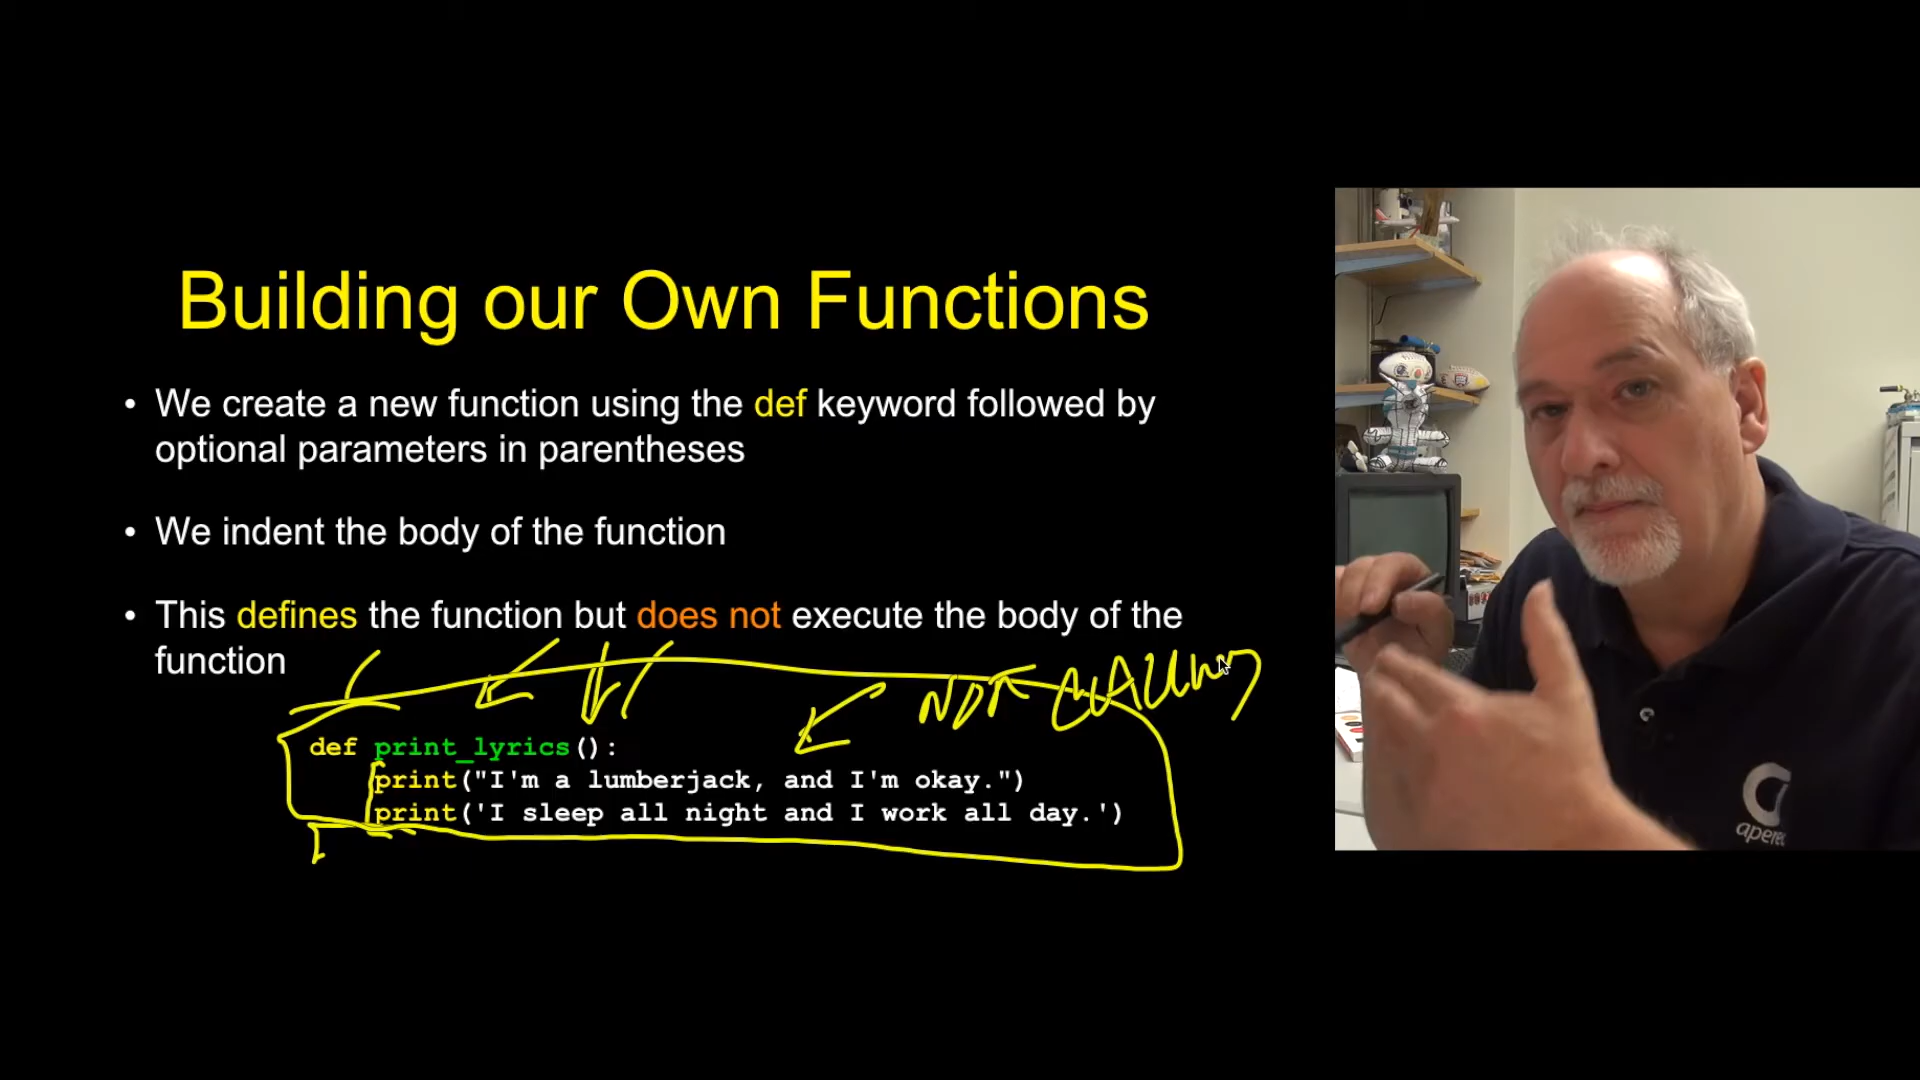 Building our Own Functions
• We create a new function using the def keyword followed by
optional parameters in parentheses
• We indent the body of the function
• This defines the function but does not execute the body of the
function
NOT CALLING
def print_lyrics():
print("I'm a lumberjack, and I'm okay.")
print('I sleep all night and I work all day.')